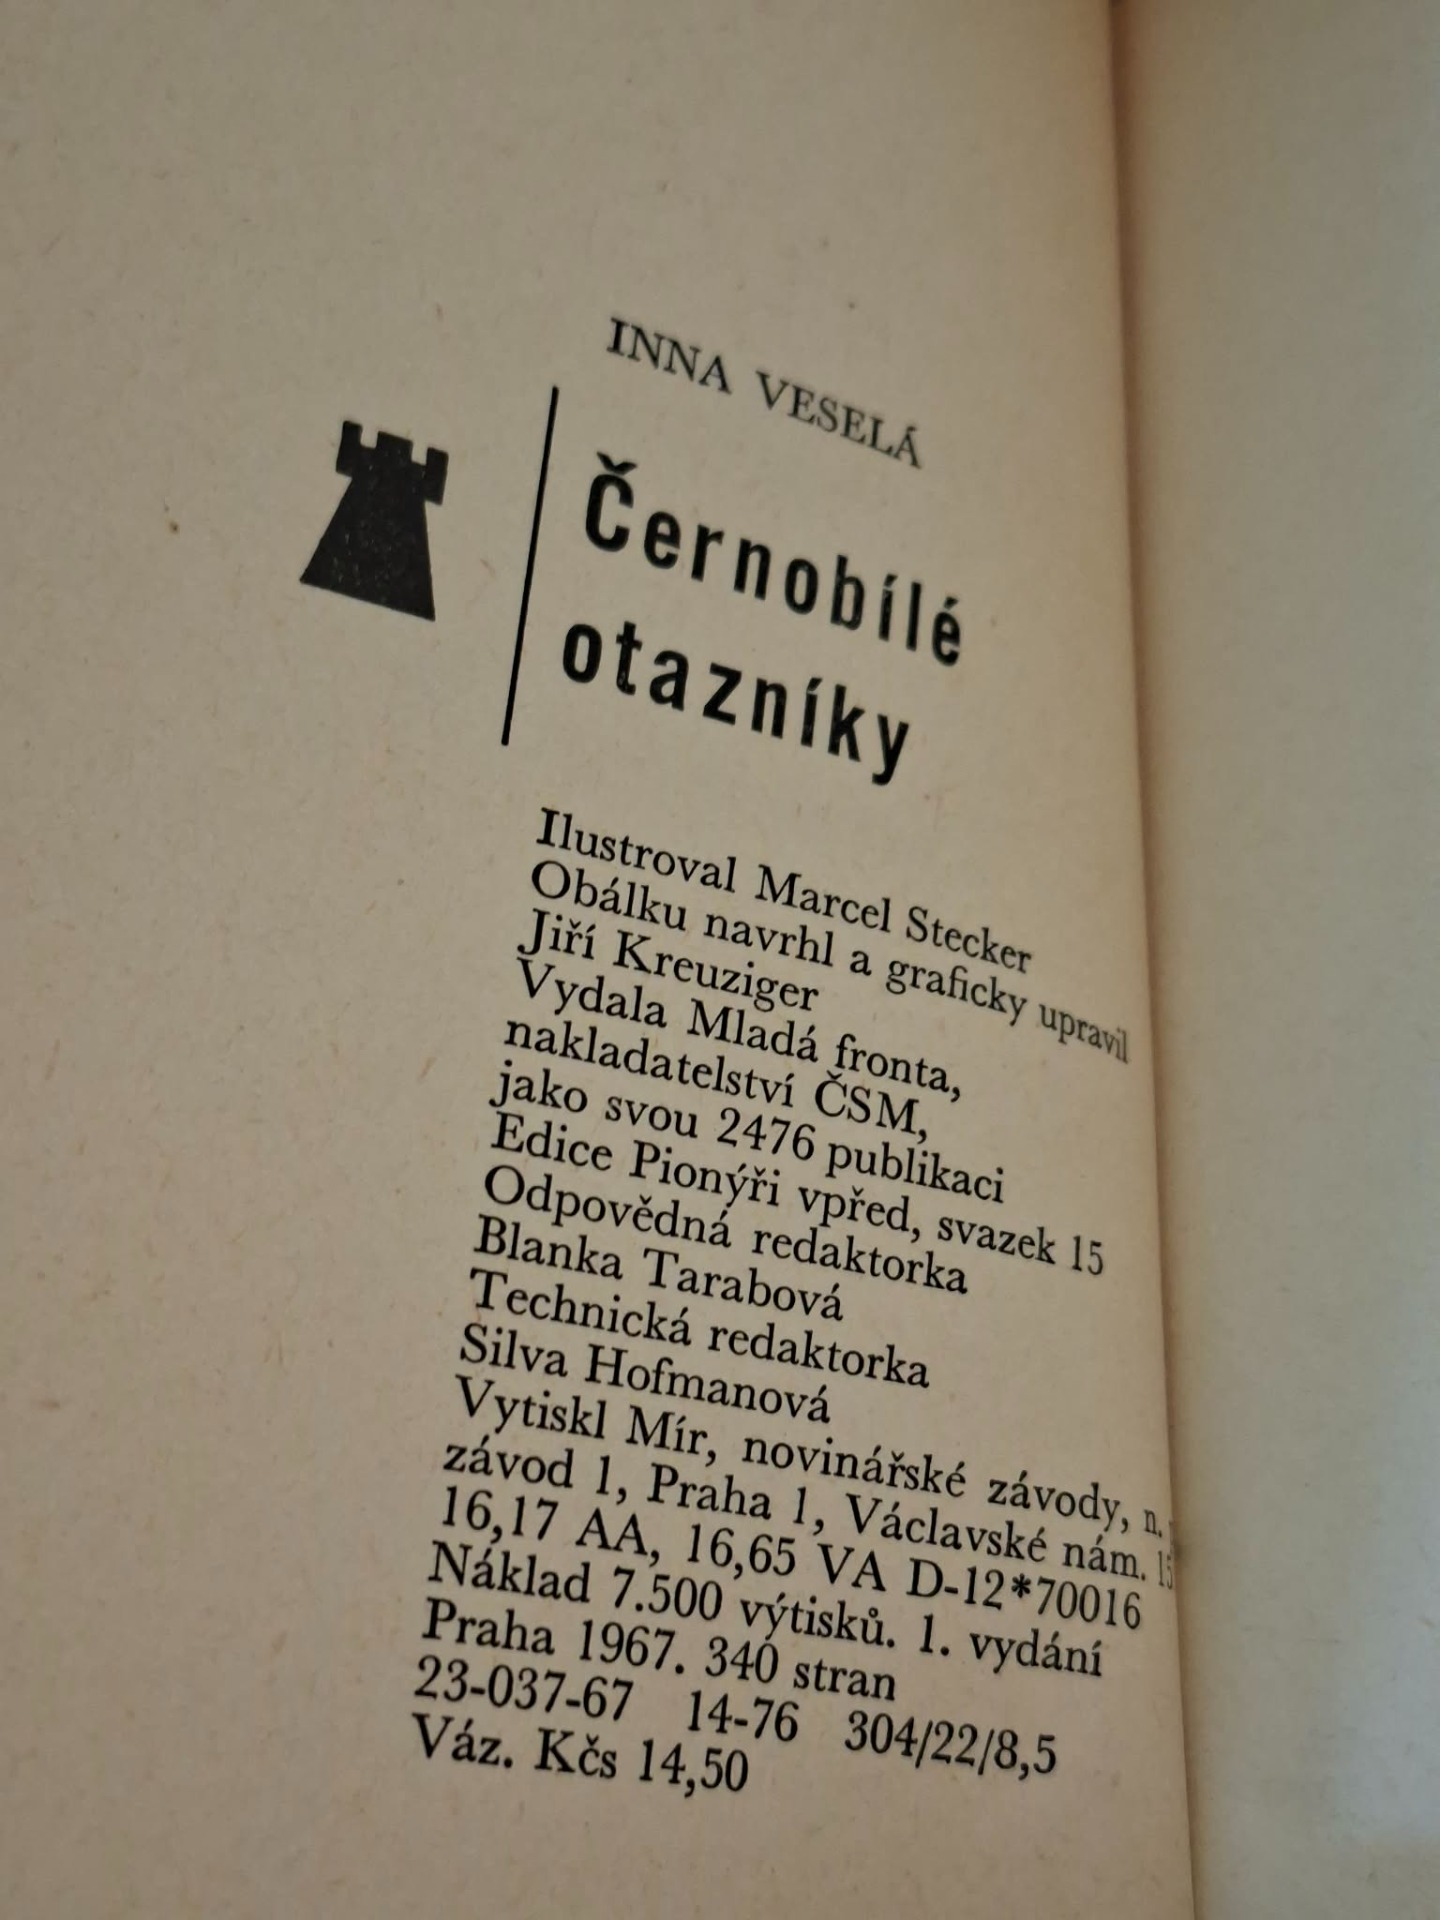 INNA VESELÁ
Černobílé
otazníky
Ilustroval Marcel Stecker
Obálku navrhl a graficky upravil
Jiří Kreuziger
Vydala Mladá fronta,
nakladatelství ČSM,
jako svou 2476 publikaci
Edice Pionýři vpřed, svazek 15
Odpovědná redaktorka
Blanka Tarabová
Technická redaktorka
Silva Hofmanová
Vytiskl Mír, novinářské závody, n.
závod 1, Praha 1, Václavské nám. 15
16,17 AA, 16,65 VA D-12*70016
Náklad 7.500 výtisků. 1. vydání
Praha 1967. 340 stran
23-037-67 14-76 304/22/8,5
Váz. Kčs 14,50